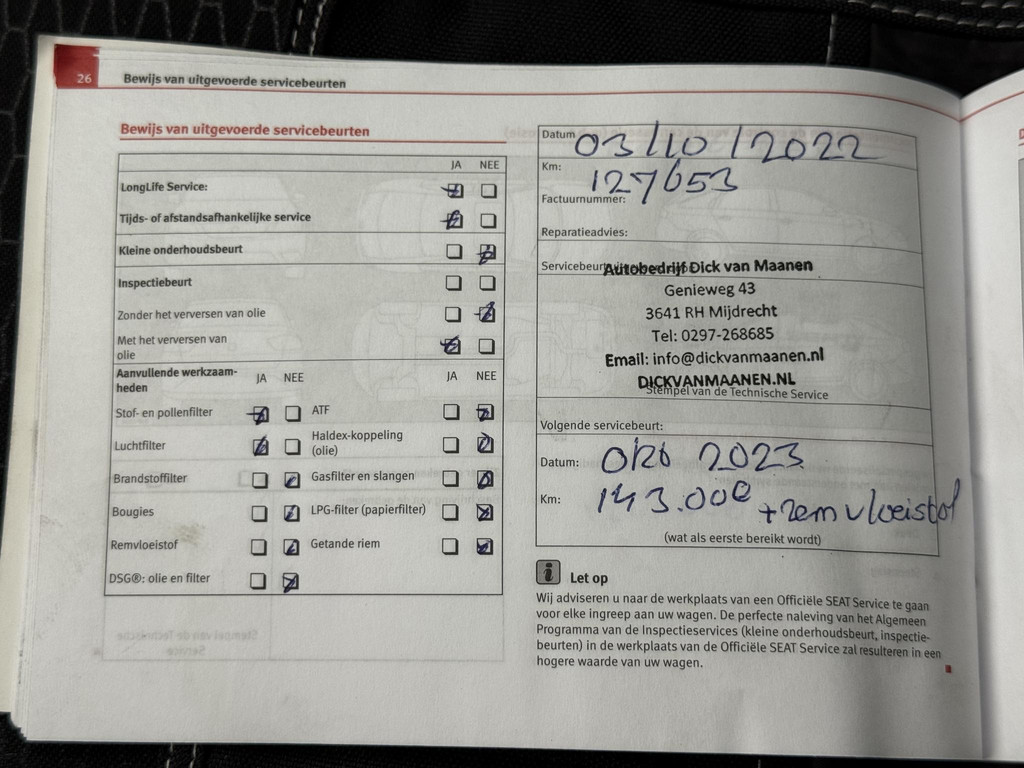 26
Bewijs van uitgevoerde servicebeurten
Bewijs van uitgevoerde servicebeurten
JA NEE
LongLife Service:
Tijds- of afstandsafhankelijke service
Kleine onderhoudsbeurt
Inspectiebeurt
Zonder het verversen van olie
Met het verversen van
olie
Aanvullende werkzaam-
heden
JA NEE JA NEE
Stof- en pollenfilter ATF
Luchtfilter Haldex-koppeling
(olie)
Brandstoffilter Gasfilter en slangen
Bougies LPG-filter (papierfilter)
Remvloeistof Getande riem
DSG®: olie en filter
Datum 03/10/2022
Km: 127653
Factuurnummer:
Reparatieadvies:
Servicebeurt
Autobedrijf Dick van Maanen
Genieweg 43
3641 RH Mijdrecht
Tel: 0297-268685
Email: info@dickvanmaanen.nl
DICKVANMAANEN.NL
Stempel van de Technische Service
Volgende servicebeurt:
Datum: Okt 2023
Km: 143.000 + remvloeistof
(wat als eerste bereikt wordt)
i Let op
Wij adviseren u naar de werkplaats van een Officiële SEAT Service te gaan
voor elke ingreep aan uw wagen. De perfecte naleving van het Algemeen
Programma van de Inspectieservices (kleine onderhoudsbeurt, inspectie-
beurten) in de werkplaats van de Officiële SEAT Service zal resulteren in een
hogere waarde van uw wagen.